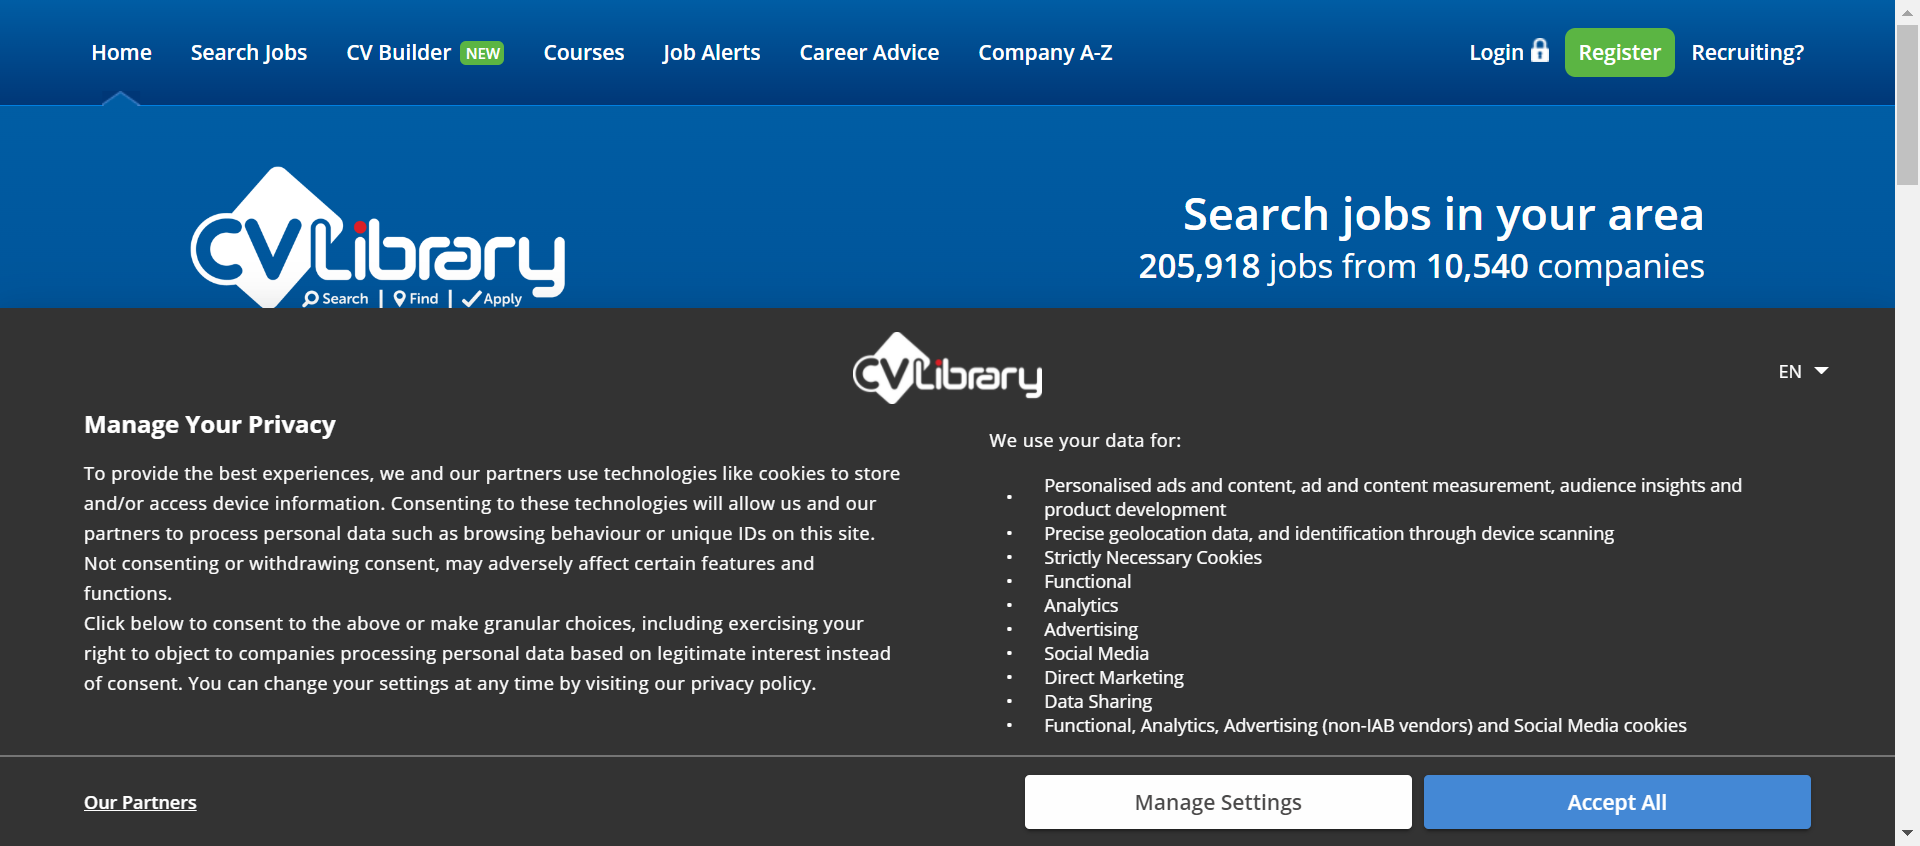 Home Search Jobs CV Builder NEW Courses Job Alerts Career Advice Company A-Z Login Register Recruiting?
CVLibrary
Search | Find | Apply
Search jobs in your area
205,918 jobs from 10,540 companies
CVLibrary
EN
Manage Your Privacy
To provide the best experiences, we and our partners use technologies like cookies to store
and/or access device information. Consenting to these technologies will allow us and our
partners to process personal data such as browsing behaviour or unique IDs on this site.
Not consenting or withdrawing consent, may adversely affect certain features and
functions.
Click below to consent to the above or make granular choices, including exercising your
right to object to companies processing personal data based on legitimate interest instead
of consent. You can change your settings at any time by visiting our privacy policy.
We use your data for:
Personalised ads and content, ad and content measurement, audience insights and
product development
Precise geolocation data, and identification through device scanning
Strictly Necessary Cookies
Functional
Analytics
Advertising
Social Media
Direct Marketing
Data Sharing
Functional, Analytics, Advertising (non-IAB vendors) and Social Media cookies
Our Partners
Manage Settings
Accept All